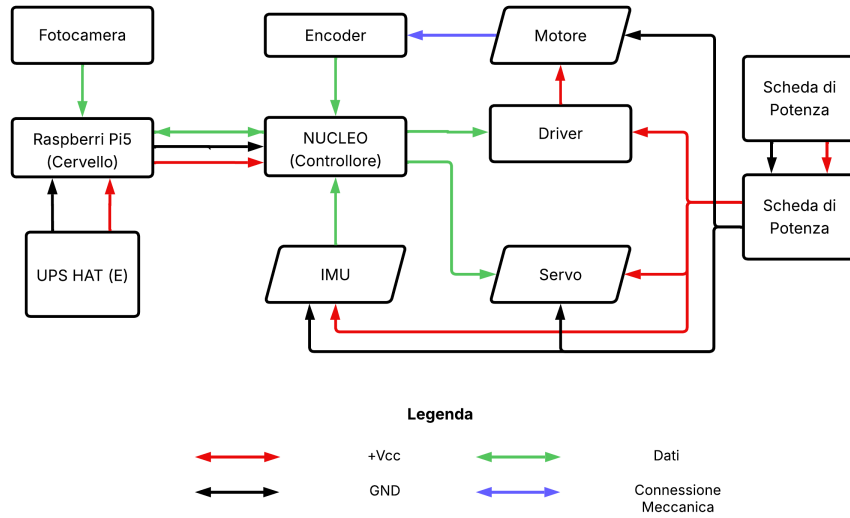 Fotocamera
Encoder
Motore
Scheda di
Potenza
Raspberri Pi5
(Cervello)
NUCLEO
(Controllore)
Driver
Scheda di
Potenza
UPS HAT (E)
IMU
Servo
Legenda
+Vcc
Dati
GND
Connessione
Meccanica